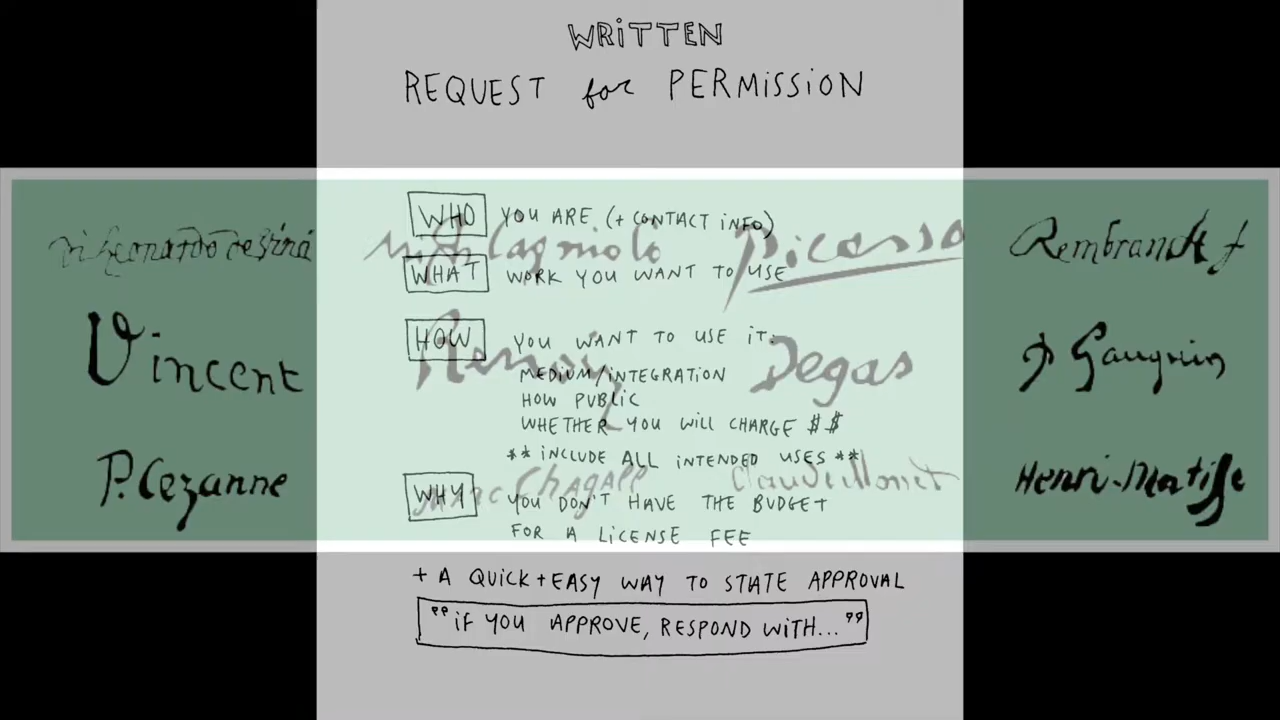 WRiTTEN
REQUEST for PERMISSION
WHO YOU ARE (+ CONTACT INFO)
Picasso
Rembrandt f
WHAT WORK YOU WANT TO USE
HOW YOU WANT TO USE iT:
Vincent
Renoir
Degas
P Gauguin
MEDIUM/INTEGRATION
HOW PUBLiC
WHETHER YOU WiLL CHARGE $$
** iNCLUDE ALL iNTENDED USES **
P. Cezanne
Chagall
Claude Monet
Henri-Matisse
WHY YOU DON'T HAVE THE BUDGET
FOR A LiCENSE FEE
+ A QUiCK + EASY WAY TO STATE APPROVAL
"iF YOU APPROVE, RESPOND WiTH..."